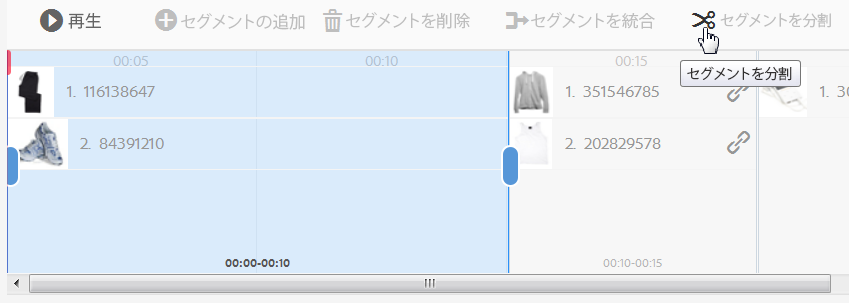 再生 セグメントの追加 セグメントを削除 セグメントを統合 セグメントを分割
00:05 00:10 00:15
セグメントを分割
1. 116138647 1. 351546785 1. 30
2. 84391210 2. 202829578
00:00-00:10 00:10-00:15